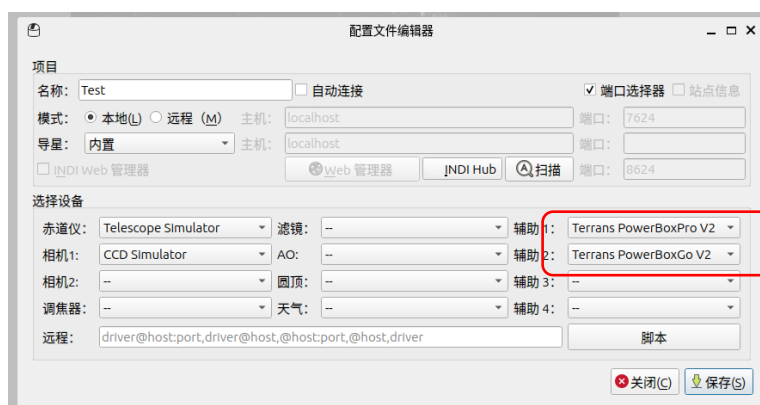 配置文件编辑器
项目
名称: Test 自动连接 端口选择器 站点信息
模式: 本地(L) 远程 (M) 主机: localhost 端口: 7624
导星: 内置 主机: localhost 端口:
INDI Web 管理器 Web 管理器 INDI Hub 扫描 端口: 8624
选择设备
赤道仪: Telescope Simulator 滤镜: -- 辅助 1: Terrans PowerBoxPro V2
相机1: CCD Simulator AO: -- 辅助 2: Terrans PowerBoxGo V2
相机2: -- 圆顶: -- 辅助 3: --
调焦器: -- 天气: -- 辅助 4: --
远程: driver@host:port,driver@host,@host:port,@host,driver 脚本
关闭(C) 保存(S)